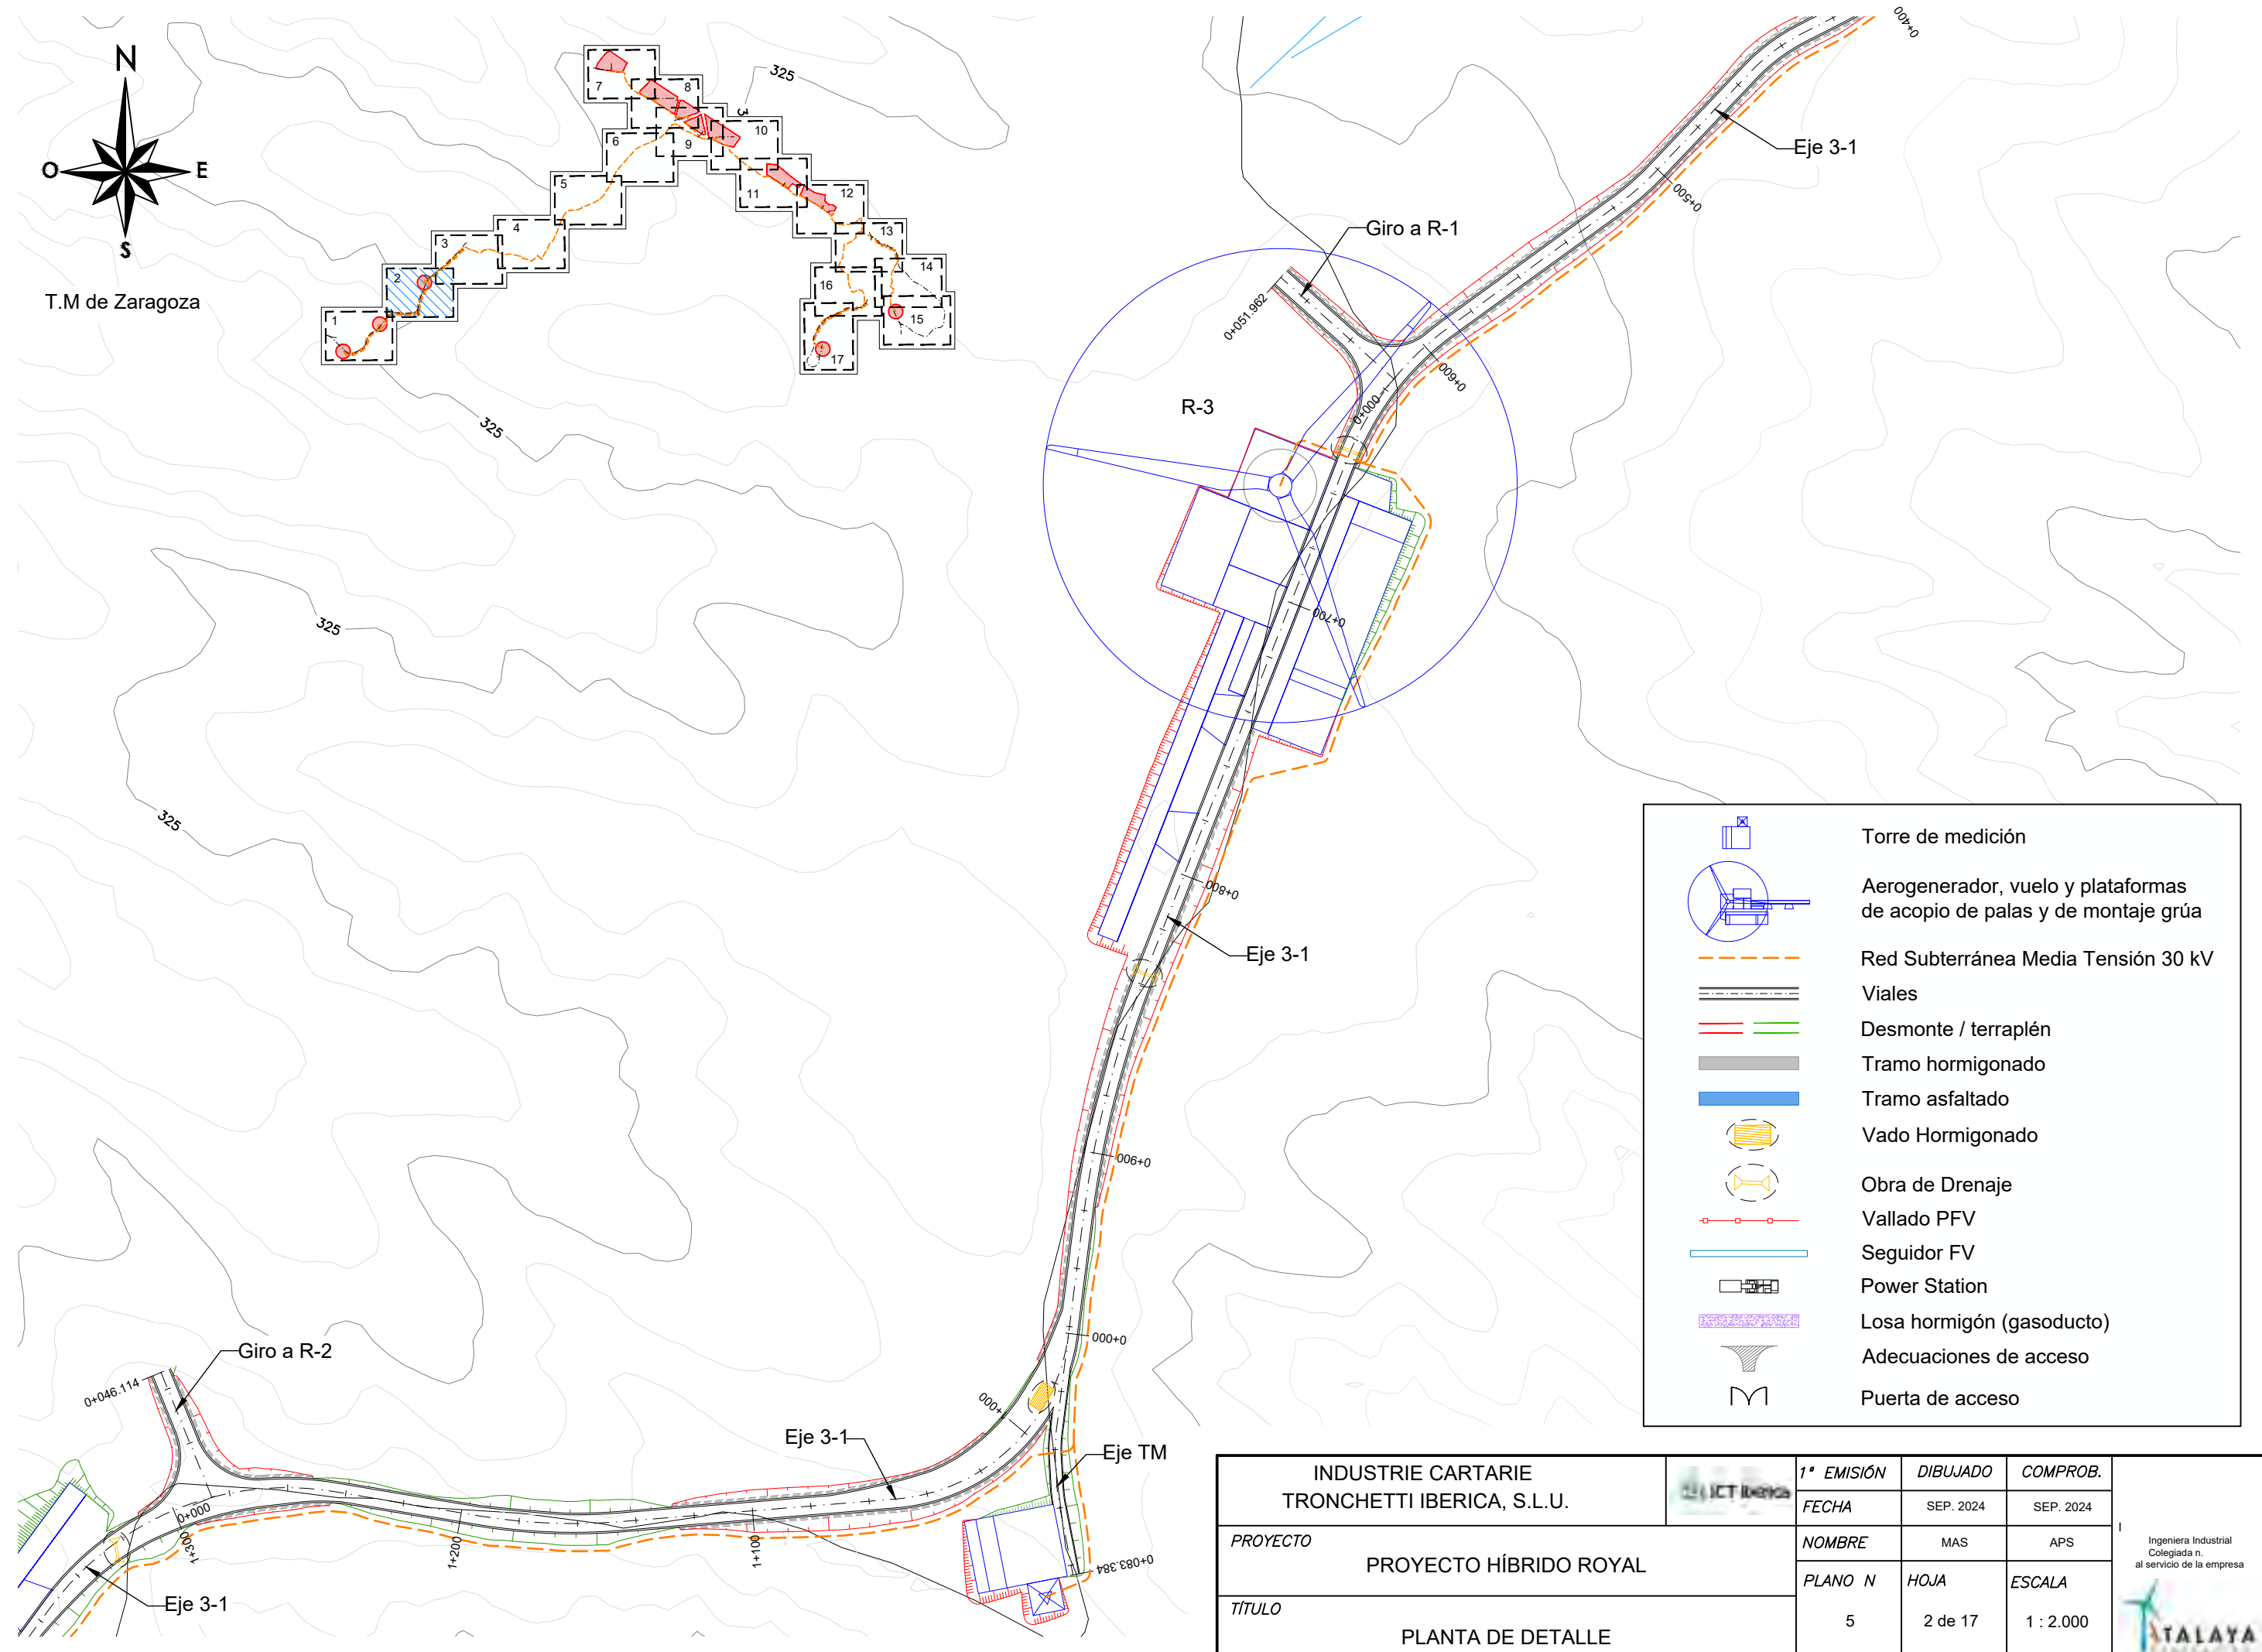 N
O
E
S
T.M de Zaragoza
1
2
3
4
5
6
7
8
9
10
11
12
13
14
15
16
17
325
3
325
325
325
0+400
Eje 3-1
0+500
Giro a R-1
0+051.962
0+600
0+000
R-3
0+700
0+800
Eje 3-1
0+900
0+000
Giro a R-2
0+046.114
Eje 3-1
+000
Eje TM
0+000
1+300
1+200
1+100
0+083.384
Eje 3-1
Torre de medición
Aerogenerador, vuelo y plataformas
de acopio de palas y de montaje grúa
Red Subterránea Media Tensión 30 kV
Viales
Desmonte / terraplén
Tramo hormigonado
Tramo asfaltado
Vado Hormigonado
Obra de Drenaje
Vallado PFV
Seguidor FV
Power Station
Losa hormigón (gasoducto)
Adecuaciones de acceso
Puerta de acceso
INDUSTRIE CARTARIE
TRONCHETTI IBERICA, S.L.U.
ICT Iberica
1ª EMISIÓN
DIBUJADO
COMPROB.
FECHA
SEP. 2024
SEP. 2024
PROYECTO
PROYECTO HÍBRIDO ROYAL
NOMBRE
MAS
APS
PLANO N
HOJA
ESCALA
5
2 de 17
1 : 2.000
TÍTULO
PLANTA DE DETALLE
Ingeniera Industrial
Colegiada n.
al servicio de la empresa
ATALAYA